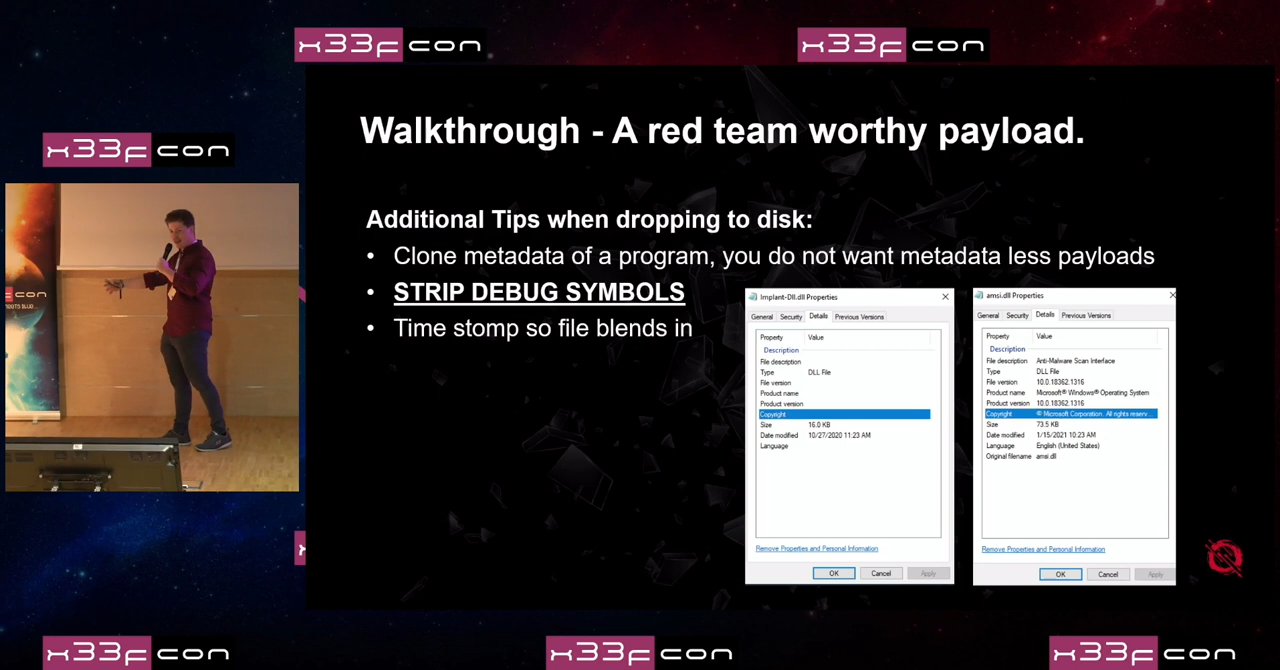 x33fcon
x33fcon
x33fcon
Walkthrough - A red team worthy payload.
Additional Tips when dropping to disk:
• Clone metadata of a program, you do not want metadata less payloads
• STRIP DEBUG SYMBOLS
• Time stomp so file blends in
Implant-Dll.dll Properties
General Security Details Previous Versions
Property Value
Description
File description
Type DLL File
File version
Product name
Product version
Copyright
Size 16.0 KB
Date modified 10/27/2020 11:23 AM
Language
Remove Properties and Personal Information
OK Cancel Apply
amsi.dll Properties
General Security Details Previous Versions
Property Value
Description
File description Anti-Malware Scan Interface
Type DLL File
File version 10.0.18362.1316
Product name Microsoft® Windows® Operating System
Product version 10.0.18362.1316
Copyright © Microsoft Corporation. All rights reserv...
Size 73.5 KB
Date modified 1/15/2021 10:23 AM
Language English (United States)
Original filename amsi.dll
Remove Properties and Personal Information
OK Cancel Apply
x33fcon
x33fcon
x33fcon